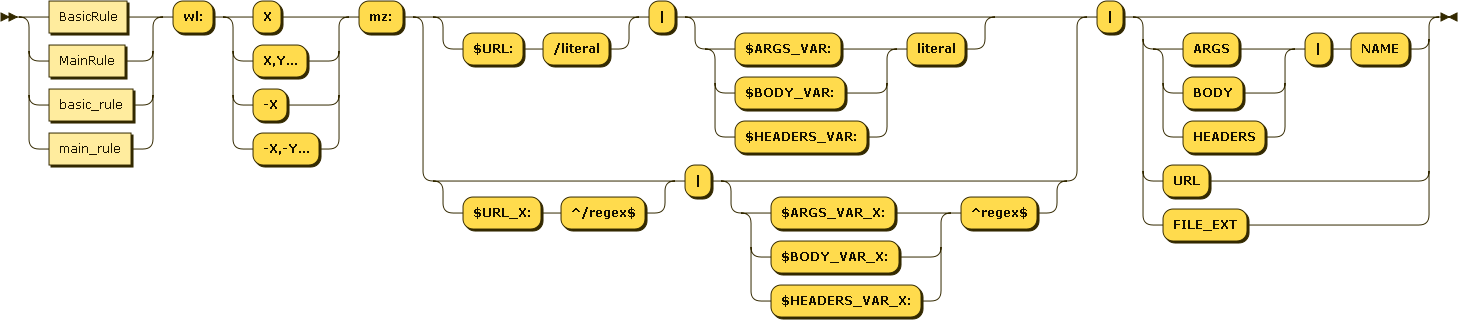 BasicRule
MainRule
basic_rule
main_rule
wl:
X
X,Y...
-X
-X,-Y...
mz:
$URL:
/literal
|
$ARGS_VAR:
$BODY_VAR:
$HEADERS_VAR:
literal
$URL_X:
^/regex$
|
$ARGS_VAR_X:
$BODY_VAR_X:
$HEADERS_VAR_X:
^regex$
|
ARGS
BODY
HEADERS
|
NAME
URL
FILE_EXT